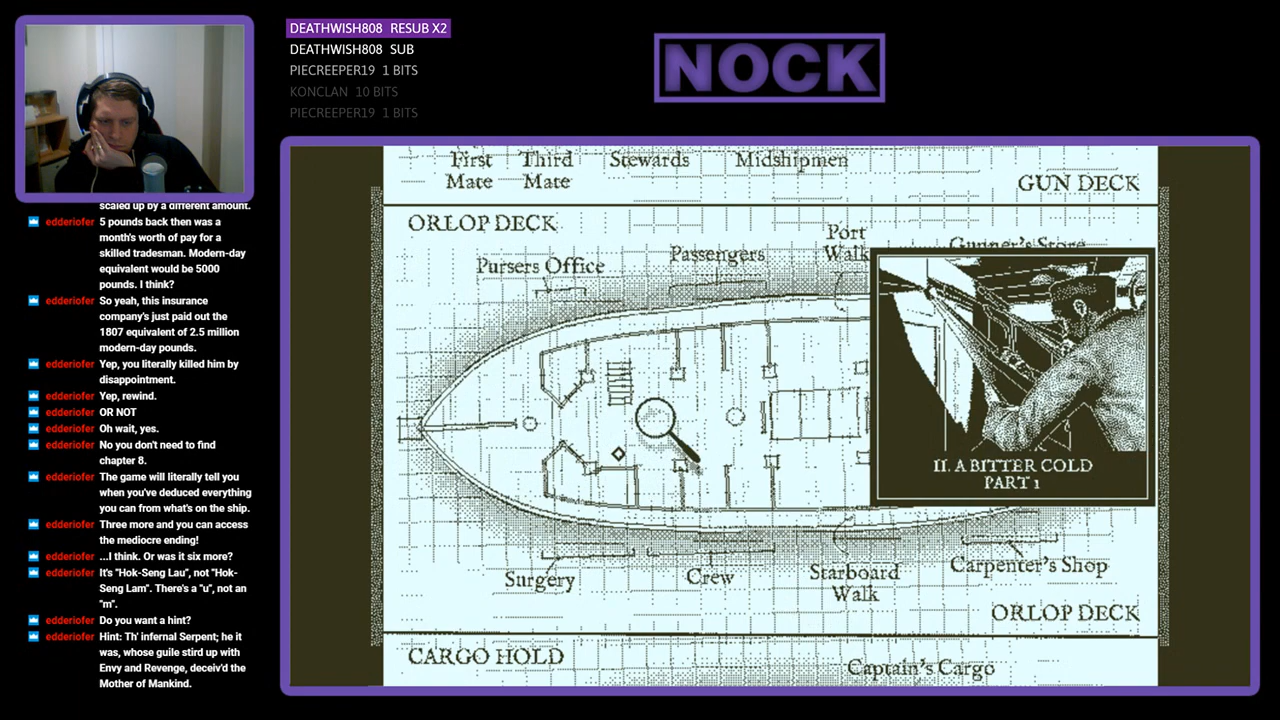 DEATHWISH808 RESUB X2
DEATHWISH808 SUB
PIECREEPER19 1 BITS
KONCLAN 10 BITS
PIECREEPER19 1 BITS
NOCK
scaled up by a different amount.
edderiofer 5 pounds back then was a
month's worth of pay for a
skilled tradesman. Modern-day
equivalent would be 5000
pounds. I think?
edderiofer So yeah, this insurance
company's just paid out the
1807 equivalent of 2.5 million
modern-day pounds.
edderiofer Yep, you literally killed him by
disappointment.
edderiofer Yep, rewind.
edderiofer OR NOT
edderiofer Oh wait, yes.
edderiofer No you don't need to find
chapter 8.
edderiofer The game will literally tell you
when you've deduced everything
you can from what's on the ship.
edderiofer Three more and you can access
the mediocre ending!
edderiofer ...I think. Or was it six more?
edderiofer It's "Hok-Seng Lau", not "Hok-
Seng Lam". There's a "u", not an
"m".
edderiofer Do you want a hint?
edderiofer Hint: Th' infernal Serpent; he it
was, whose guile stird up with
Envy and Revenge, deceiv'd the
Mother of Mankind.
First Mate
Third Mate
Stewards
Midshipmen
GUN DECK
ORLOP DECK
Pursers Office
Passengers
Port
Walk
Gunner's Store
II. A BITTER COLD
PART 1
Surgery
Crew
Starboard
Walk
Carpenter's Shop
ORLOP DECK
CARGO HOLD
Captain's Cargo